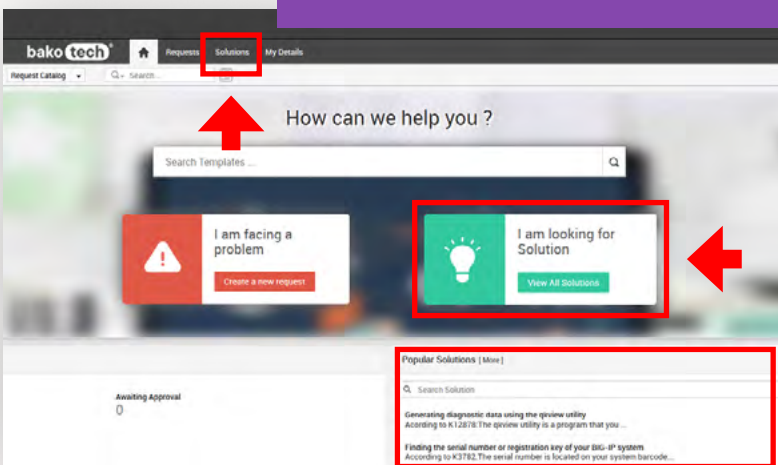 bako tech
Requests Solutions My Details
Request Catalog Search...
How can we help you ?
Search Templates ...
I am facing a
problem
Create a new request
I am looking for
Solution
View All Solutions
Popular Solutions [ More ]
Search Solution
Awaiting Approval
0
Generating diagnostic data using the qkview utility
Acording to K12878:The qkview utility is a program that you ...
Finding the serial number or registration key of your BIG-IP system
According to K3782,The serial number is located on your system barcode...